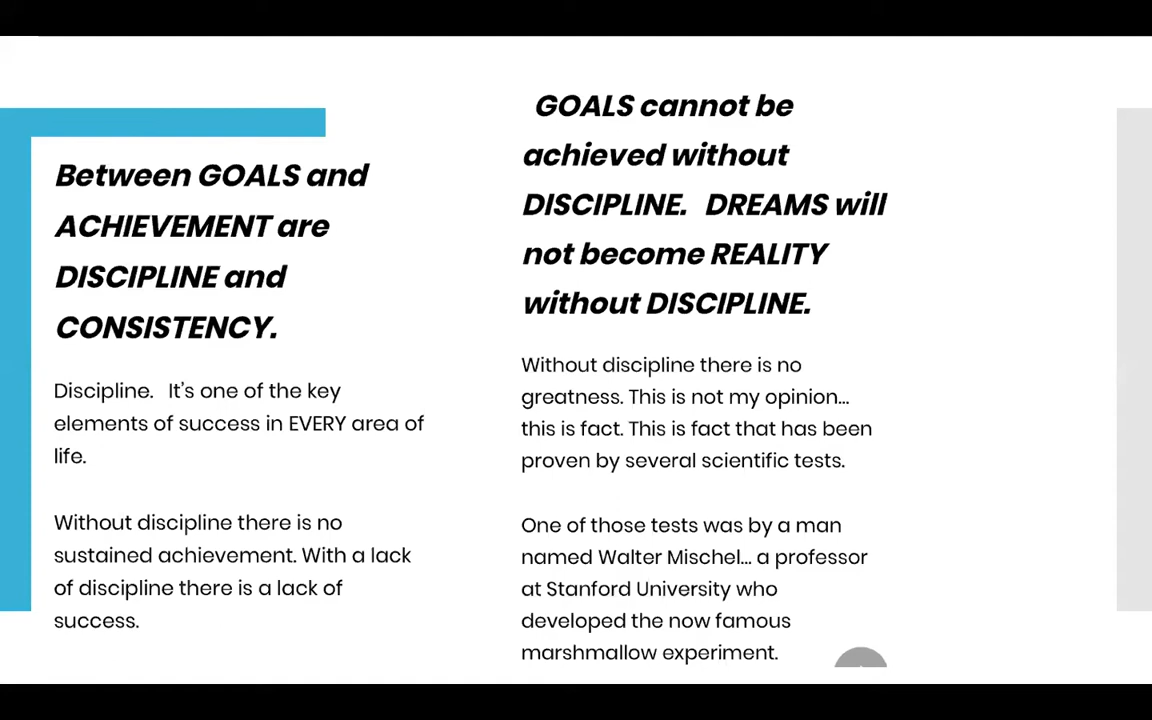 Between GOALS and
ACHIEVEMENT are
DISCIPLINE and
CONSISTENCY.
Discipline. It's one of the key
elements of success in EVERY area of
life.
Without discipline there is no
sustained achievement. With a lack
of discipline there is a lack of
success.
GOALS cannot be
achieved without
DISCIPLINE. DREAMS will
not become REALITY
without DISCIPLINE.
Without discipline there is no
greatness. This is not my opinion...
this is fact. This is fact that has been
proven by several scientific tests.
One of those tests was by a man
named Walter Mischel... a professor
at Stanford University who
developed the now famous
marshmallow experiment.